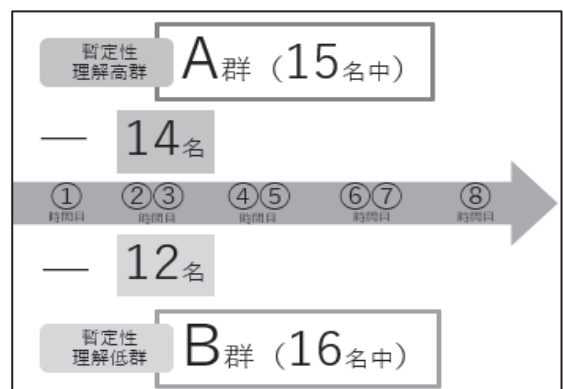 暫定性
理解高群
A群（15名中）
— 14名
① ②③ ④⑤ ⑥⑦ ⑧
時間目 時間目 時間目 時間目 時間目
— 12名
暫定性
理解低群
B群（16名中）